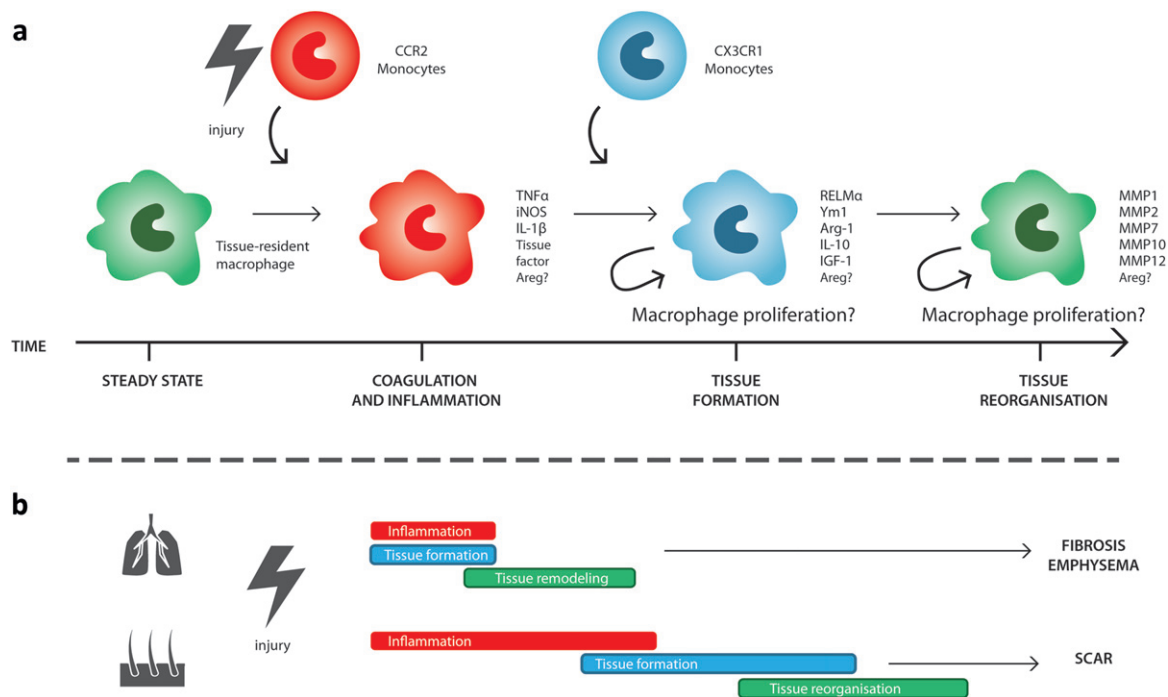 a
CCR2
Monocytes
CX3CR1
Monocytes
injury
Tissue-resident
macrophage
TNFα
iNOS
IL-1β
Tissue
factor
Areg?
RELMα
Ym1
Arg-1
IL-10
IGF-1
Areg?
MMP1
MMP2
MMP7
MMP10
MMP12
Areg?
Macrophage proliferation?
Macrophage proliferation?
TIME
STEADY STATE
COAGULATION
AND INFLAMMATION
TISSUE
FORMATION
TISSUE
REORGANISATION
b
Inflammation
Tissue formation
Tissue remodeling
FIBROSIS
EMPHYSEMA
injury
Inflammation
Tissue formation
Tissue reorganisation
SCAR